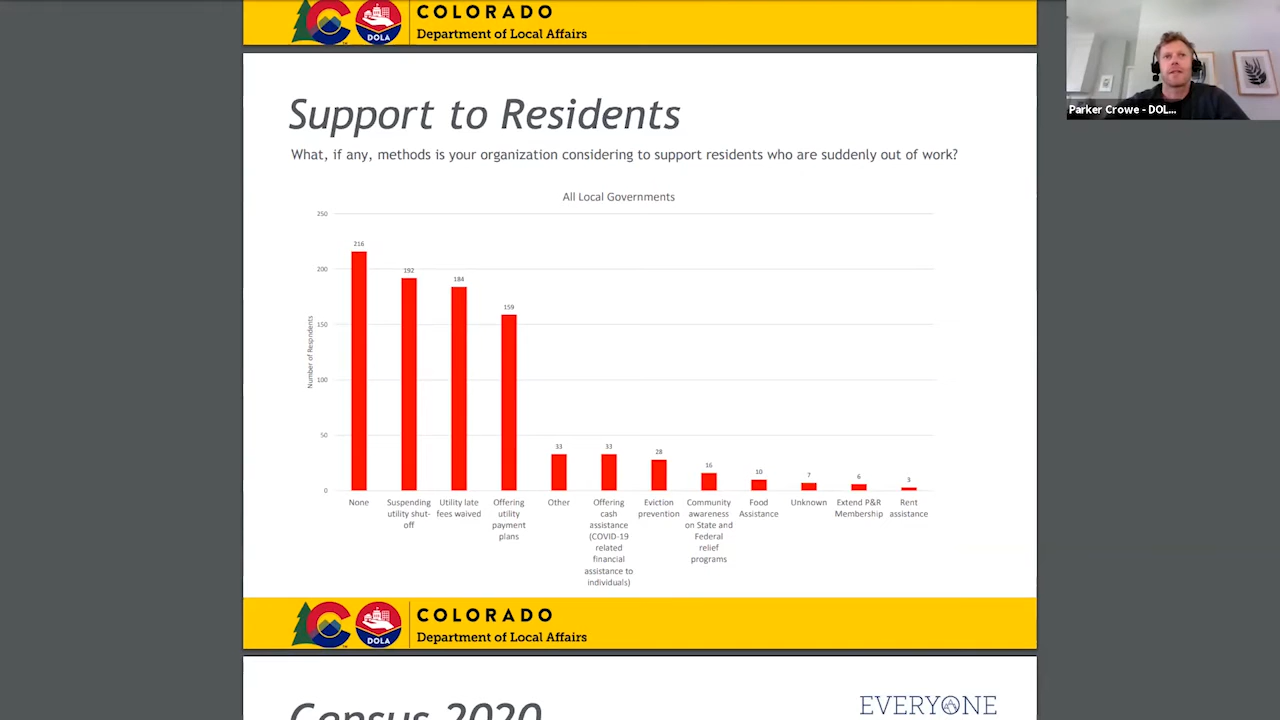 COLORADO
Department of Local Affairs
DOLA
Parker Crowe - DOL...
Support to Residents
What, if any, methods is your organization considering to support residents who are suddenly out of work?
All Local Governments
250
200
150
100
50
0
Number of Respndents
216
192
184
159
33
33
28
16
10
7
6
3
None
Suspending
utility shut-
off
Utility late
fees waived
Offering
utility
payment
plans
Other
Offering
cash
assistance
(COVID-19
related
financial
assistance to
individuals)
Eviction
prevention
Community
awareness
on State and
Federal
relief
programs
Food
Assistance
Unknown
Extend P&R
Membership
Rent
assistance
COLORADO
Department of Local Affairs
DOLA
Census 2020
EVERYONE